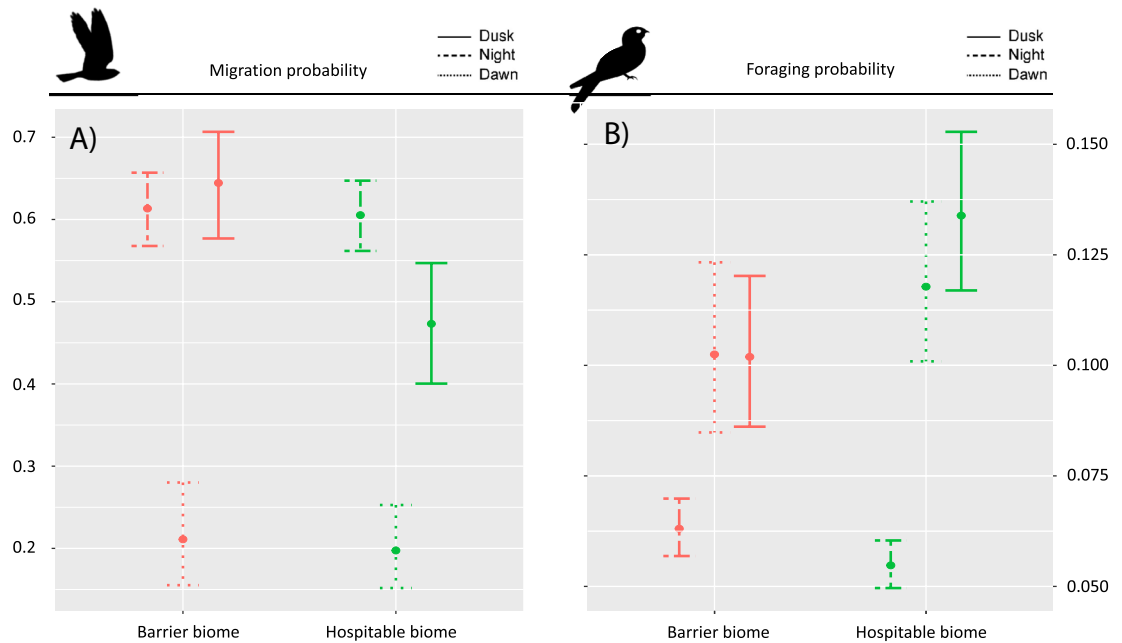 Migration probability
Dusk
Night
Dawn
Foraging probability
Dusk
Night
Dawn
A)
0.7
0.6
0.5
0.4
0.3
0.2
Barrier biome Hospitable biome
B)
0.150
0.125
0.100
0.075
0.050
Barrier biome Hospitable biome